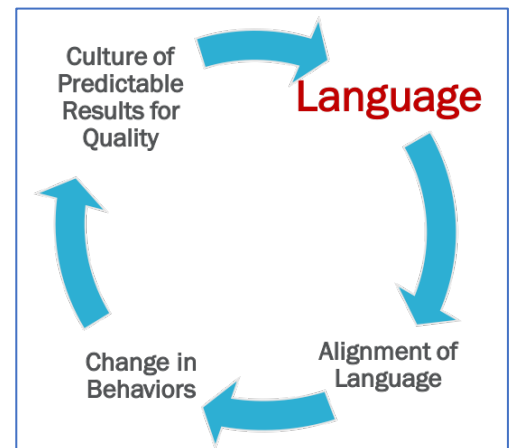 Culture of
Predictable
Results for
Quality
Language
Alignment of
Language
Change in
Behaviors